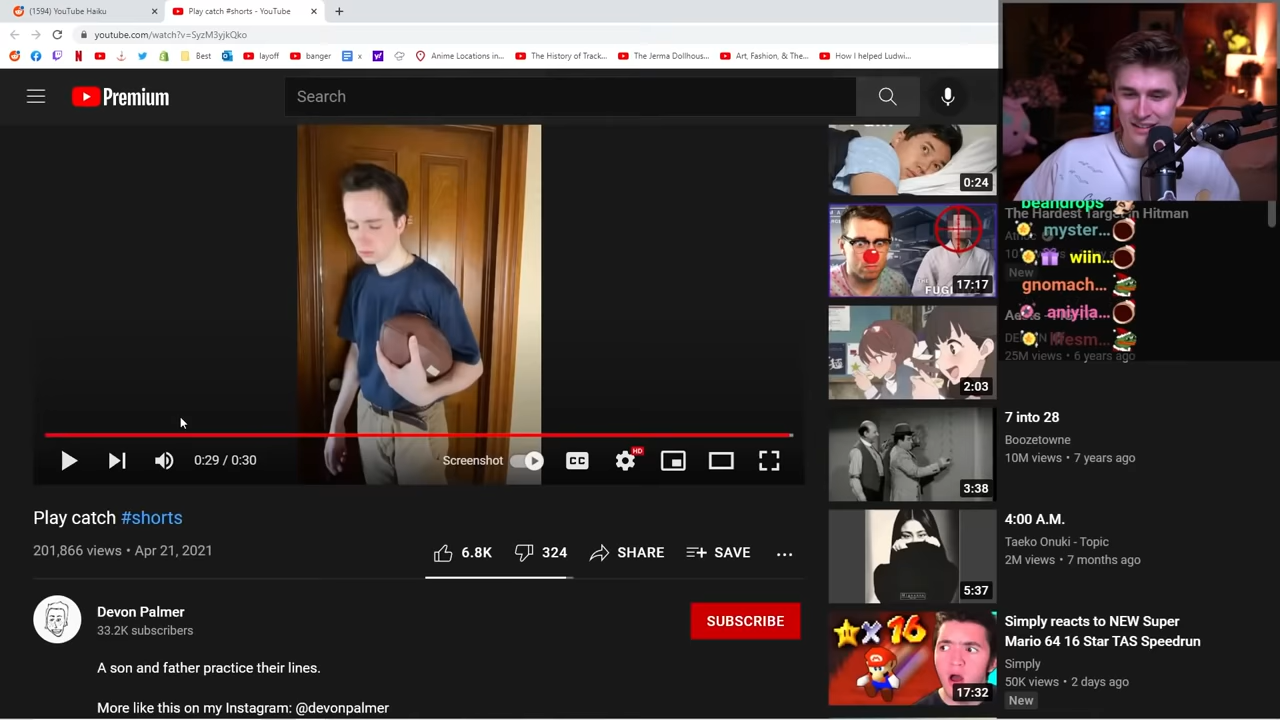 (1594) YouTube Haiku
Play catch #shorts - YouTube
youtube.com/watch?v=SyzM3yjkQko
Best
layoff
banger
x
Anime Locations in...
The History of Track...
The Jerma Dollhous...
Art, Fashion, & The...
How I helped Ludwi...
Premium
Search
0:24
beandrops
The Hardest Target in Hitman
myster...
New
wiin...
17:17
gnomach...
aniyila...
25M views • 6 years ago
2:03
7 into 28
Boozetowne
10M views • 7 years ago
3:38
0:29 / 0:30
Screenshot
CC
HD
Play catch #shorts
4:00 A.M.
Taeko Onuki - Topic
2M views • 7 months ago
5:37
201,866 views • Apr 21, 2021
6.8K
324
SHARE
SAVE
Devon Palmer
33.2K subscribers
SUBSCRIBE
A son and father practice their lines.
More like this on my Instagram: @devonpalmer
x 16
Simply reacts to NEW Super
Mario 64 16 Star TAS Speedrun
Simply
50K views • 2 days ago
17:32
New